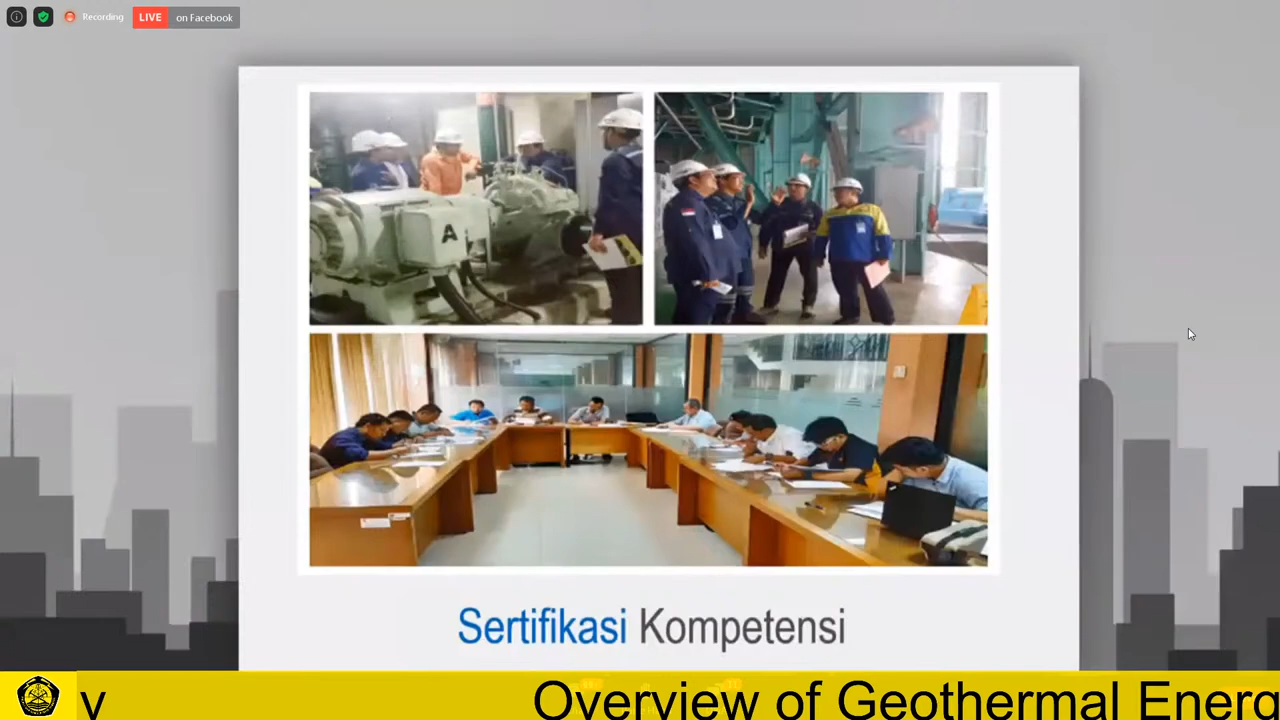 Recording
LIVE on Facebook
A
Sertifikasi Kompetensi
y Overview of Geothermal Energ